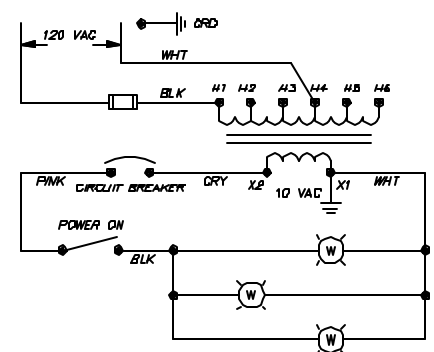 120 VAC
GRD
WHT
BLK
H1 H2 H3 H4 H5 H6
PINK
CIRCUIT BREAKER
GRY
X2
10 VAC
X1
WHT
POWER ON
BLK
W
W
W